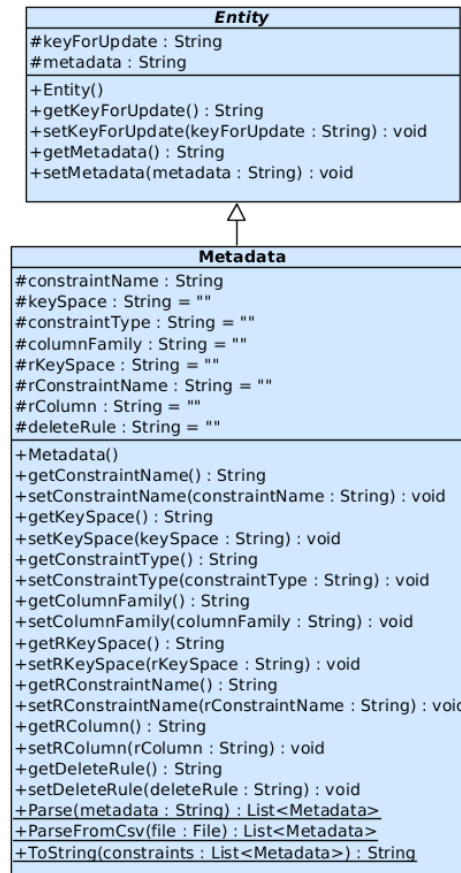 Entity
#keyForUpdate : String
#metadata : String
+Entity()
+getKeyForUpdate() : String
+setKeyForUpdate(keyForUpdate : String) : void
+getMetadata() : String
+setMetadata(metadata : String) : void
Metadata
#constraintName : String
#keySpace : String = ""
#constraintType : String = ""
#columnFamily : String = ""
#rKeySpace : String = ""
#rConstraintName : String = ""
#rColumn : String = ""
#deleteRule : String = ""
+Metadata()
+getConstraintName() : String
+setConstraintName(constraintName : String) : void
+getKeySpace() : String
+setKeySpace(keySpace : String) : void
+getConstraintType() : String
+setConstraintType(constraintType : String) : void
+getColumnFamily() : String
+setColumnFamily(columnFamily : String) : void
+getRKeySpace() : String
+setRKeySpace(rKeySpace : String) : void
+getRConstraintName() : String
+setRConstraintName(rConstraintName : String) : void
+getRColumn() : String
+setRColumn(rColumn : String) : void
+getDeleteRule() : String
+setDeleteRule(deleteRule : String) : void
+Parse(metadata : String) : List<Metadata>
+ParseFromCsv(file : File) : List<Metadata>
+ToString(constraints : List<Metadata>) : String